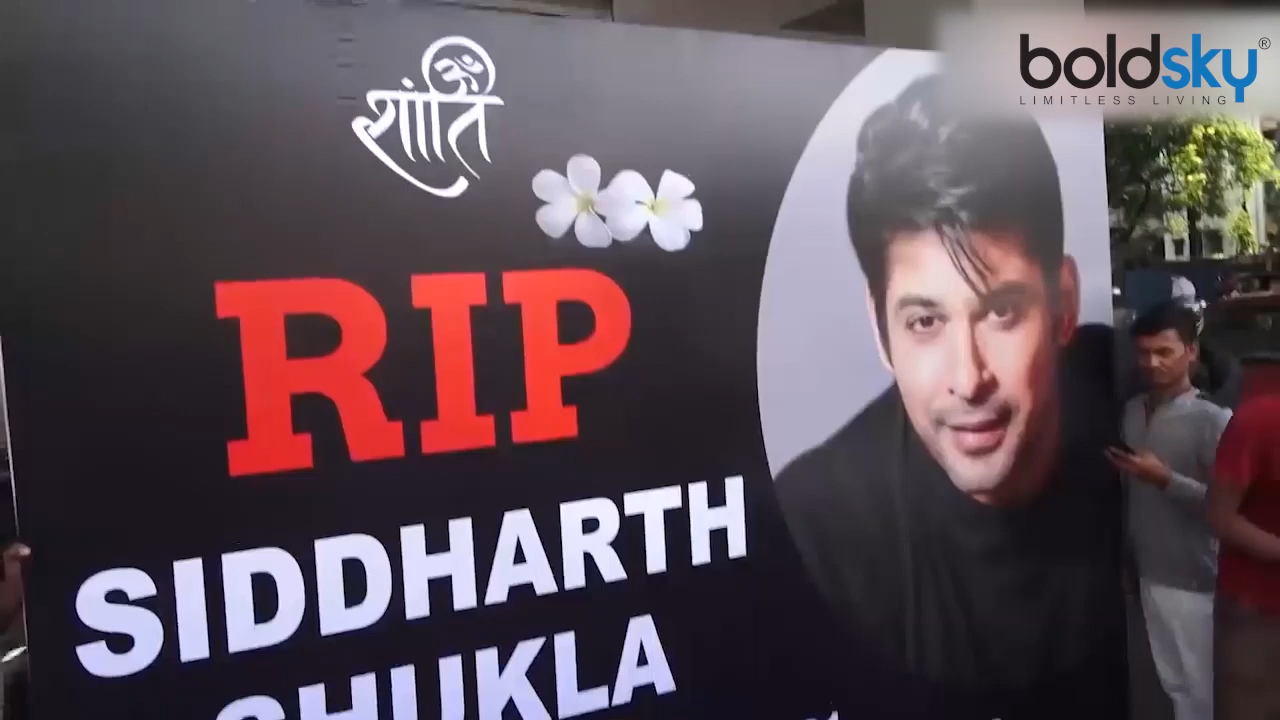 boldsky®
LIMITLESS LIVING
ॐ
शांति
RIP
SIDDHARTH
SHUKLA